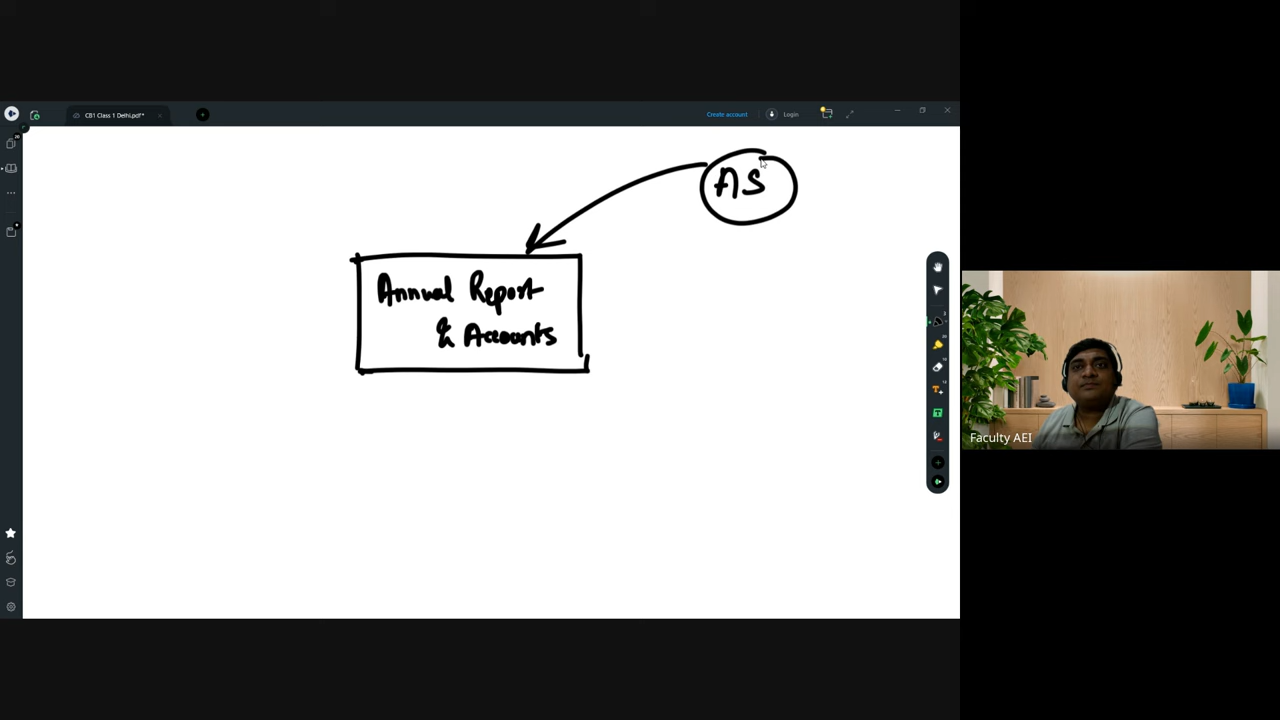 CB1 Class 1 Delhi.pdf*
Create account
Login
AS
Annual Report
& Accounts
Faculty AEI